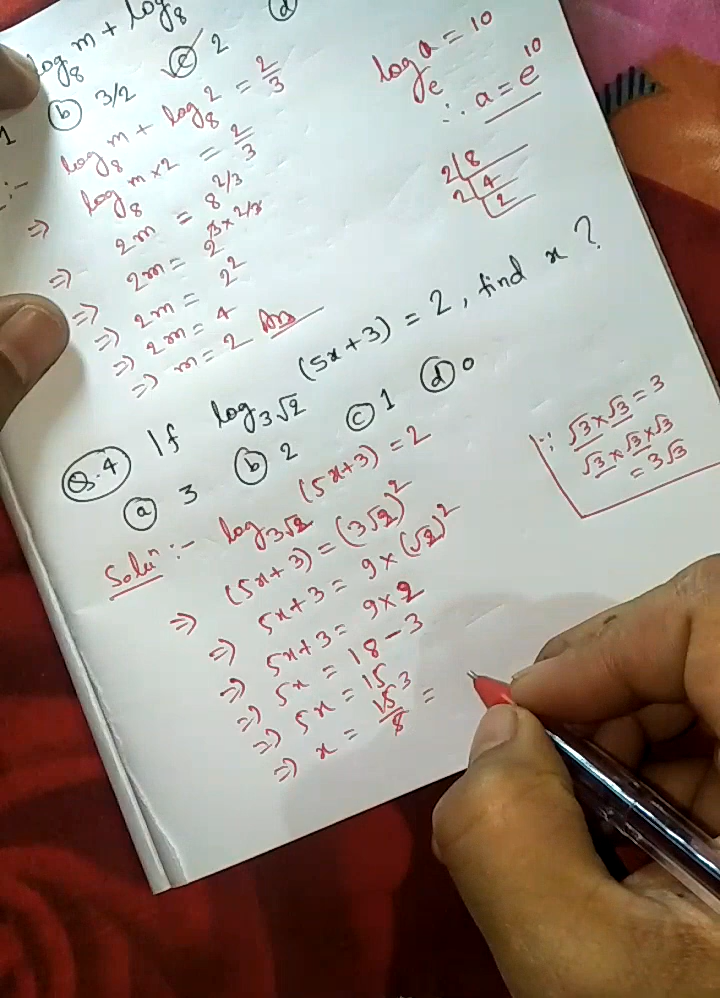 log₈ m + log₈
(d)
1 (b) 3/2 (c) 2
log₈ m + log₈ 2 = 2/3
:- log₈ m×2 = 2/3
⇒ 2m = 8^(2/3)
⇒ 2m = 2^(3×2/3)
⇒ 2m = 2²
⇒ 2m = 4
⇒ m = 2 Ans
logₑ a = 10
∴ a = e¹⁰
2 | 8
2 | 4
2
Q.4 If log₃√₂ (5x+3) = 2, find x ?
(a) 3 (b) 2 (c) 1 (d) 0
Soluⁿ :- log₃√₂ (5x+3) = 2
⇒ (5x+3) = (3√2)²
⇒ 5x+3 = 9×(√2)²
⇒ 5x+3 = 9×2
⇒ 5x = 18-3
⇒ 5x = 15
⇒ x = 15/5 3 =
∵ √3×√3 = 3
√3×√3×√3
= 3√3